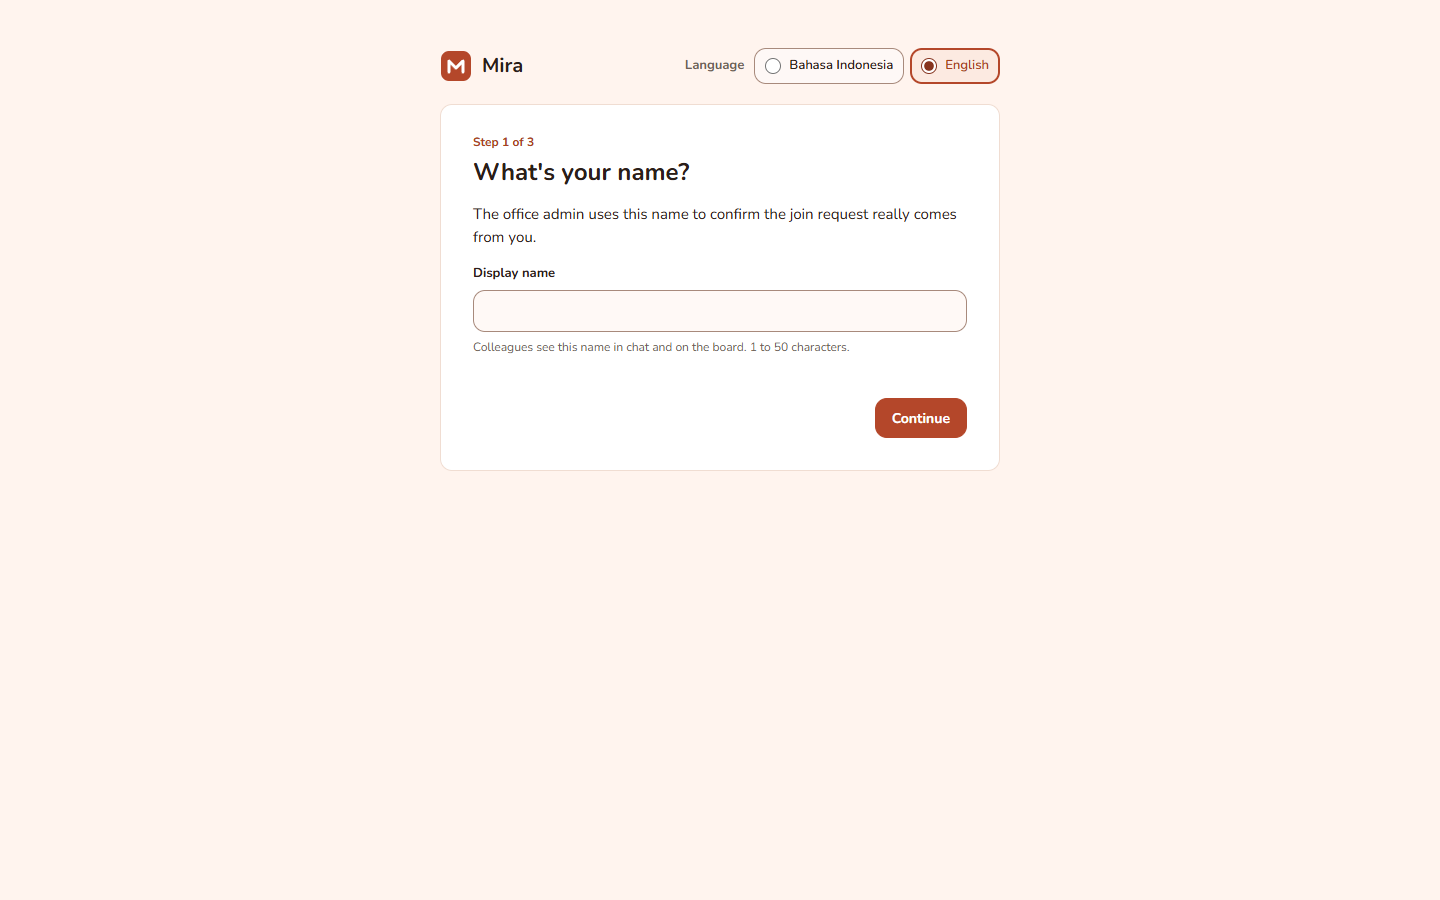 Mira
Language
Bahasa Indonesia
English
Step 1 of 3
What's your name?
The office admin uses this name to confirm the join request really comes
from you.
Display name
Colleagues see this name in chat and on the board. 1 to 50 characters.
Continue